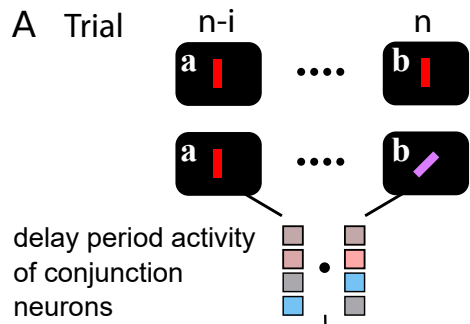 A Trial n-i n
a b
a b
delay period activity
of conjunction
neurons